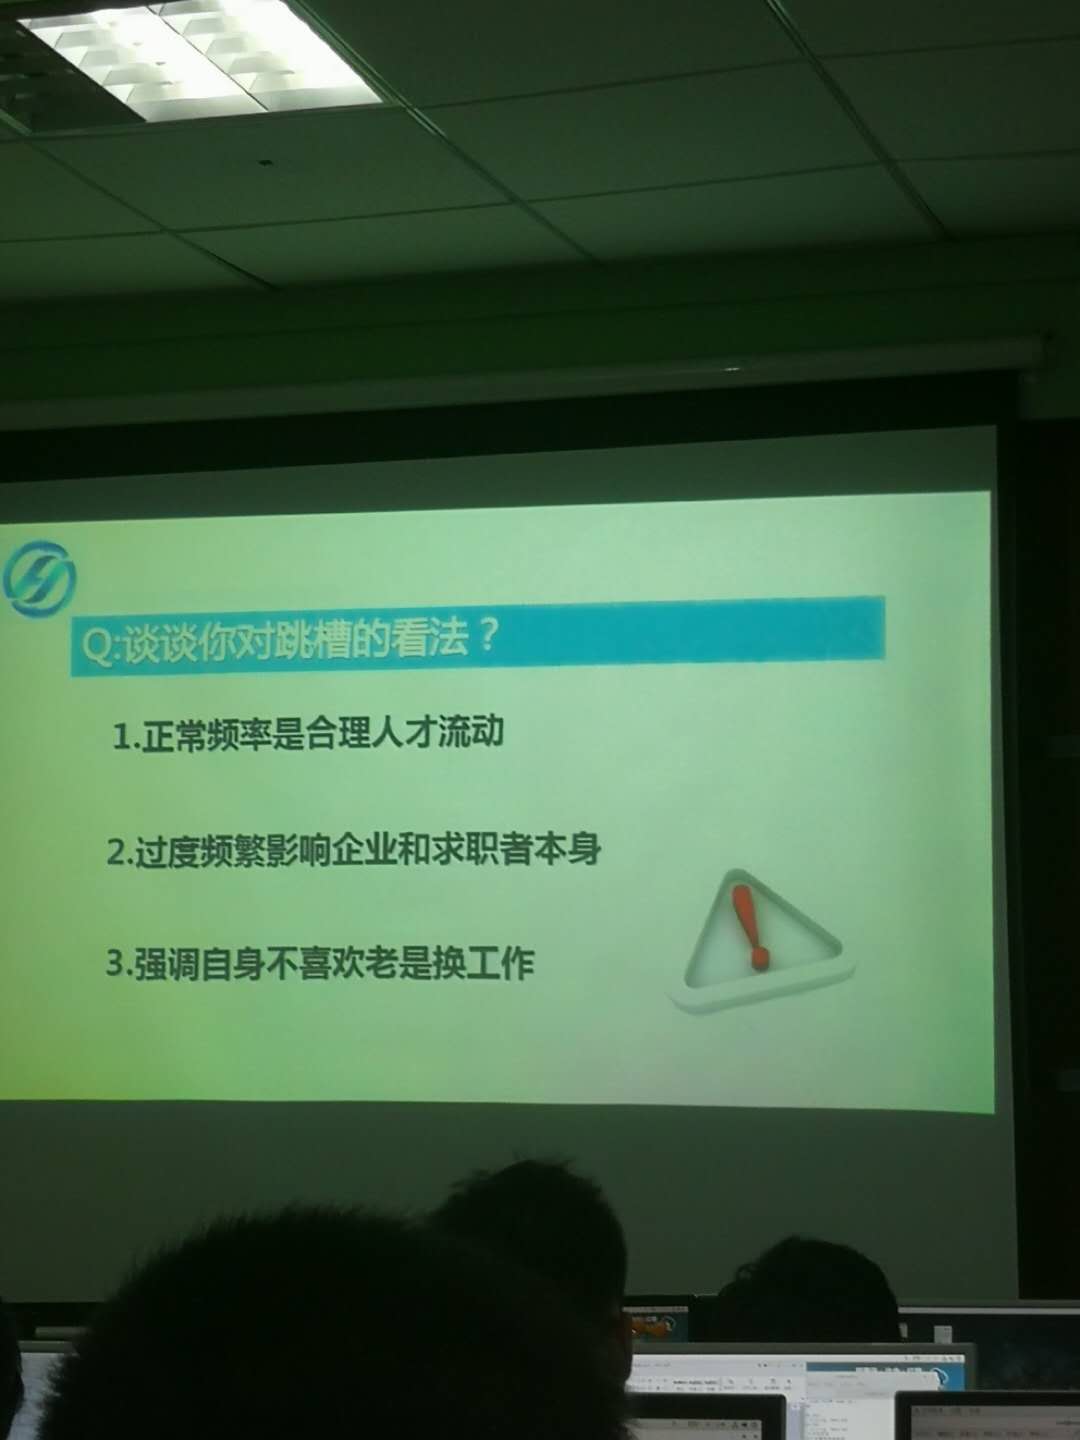 Q:谈谈你对跳槽的看法？
1.正常频率是合理人才流动
2.过度频繁影响企业和求职者本身
3.强调自身不喜欢老是换工作